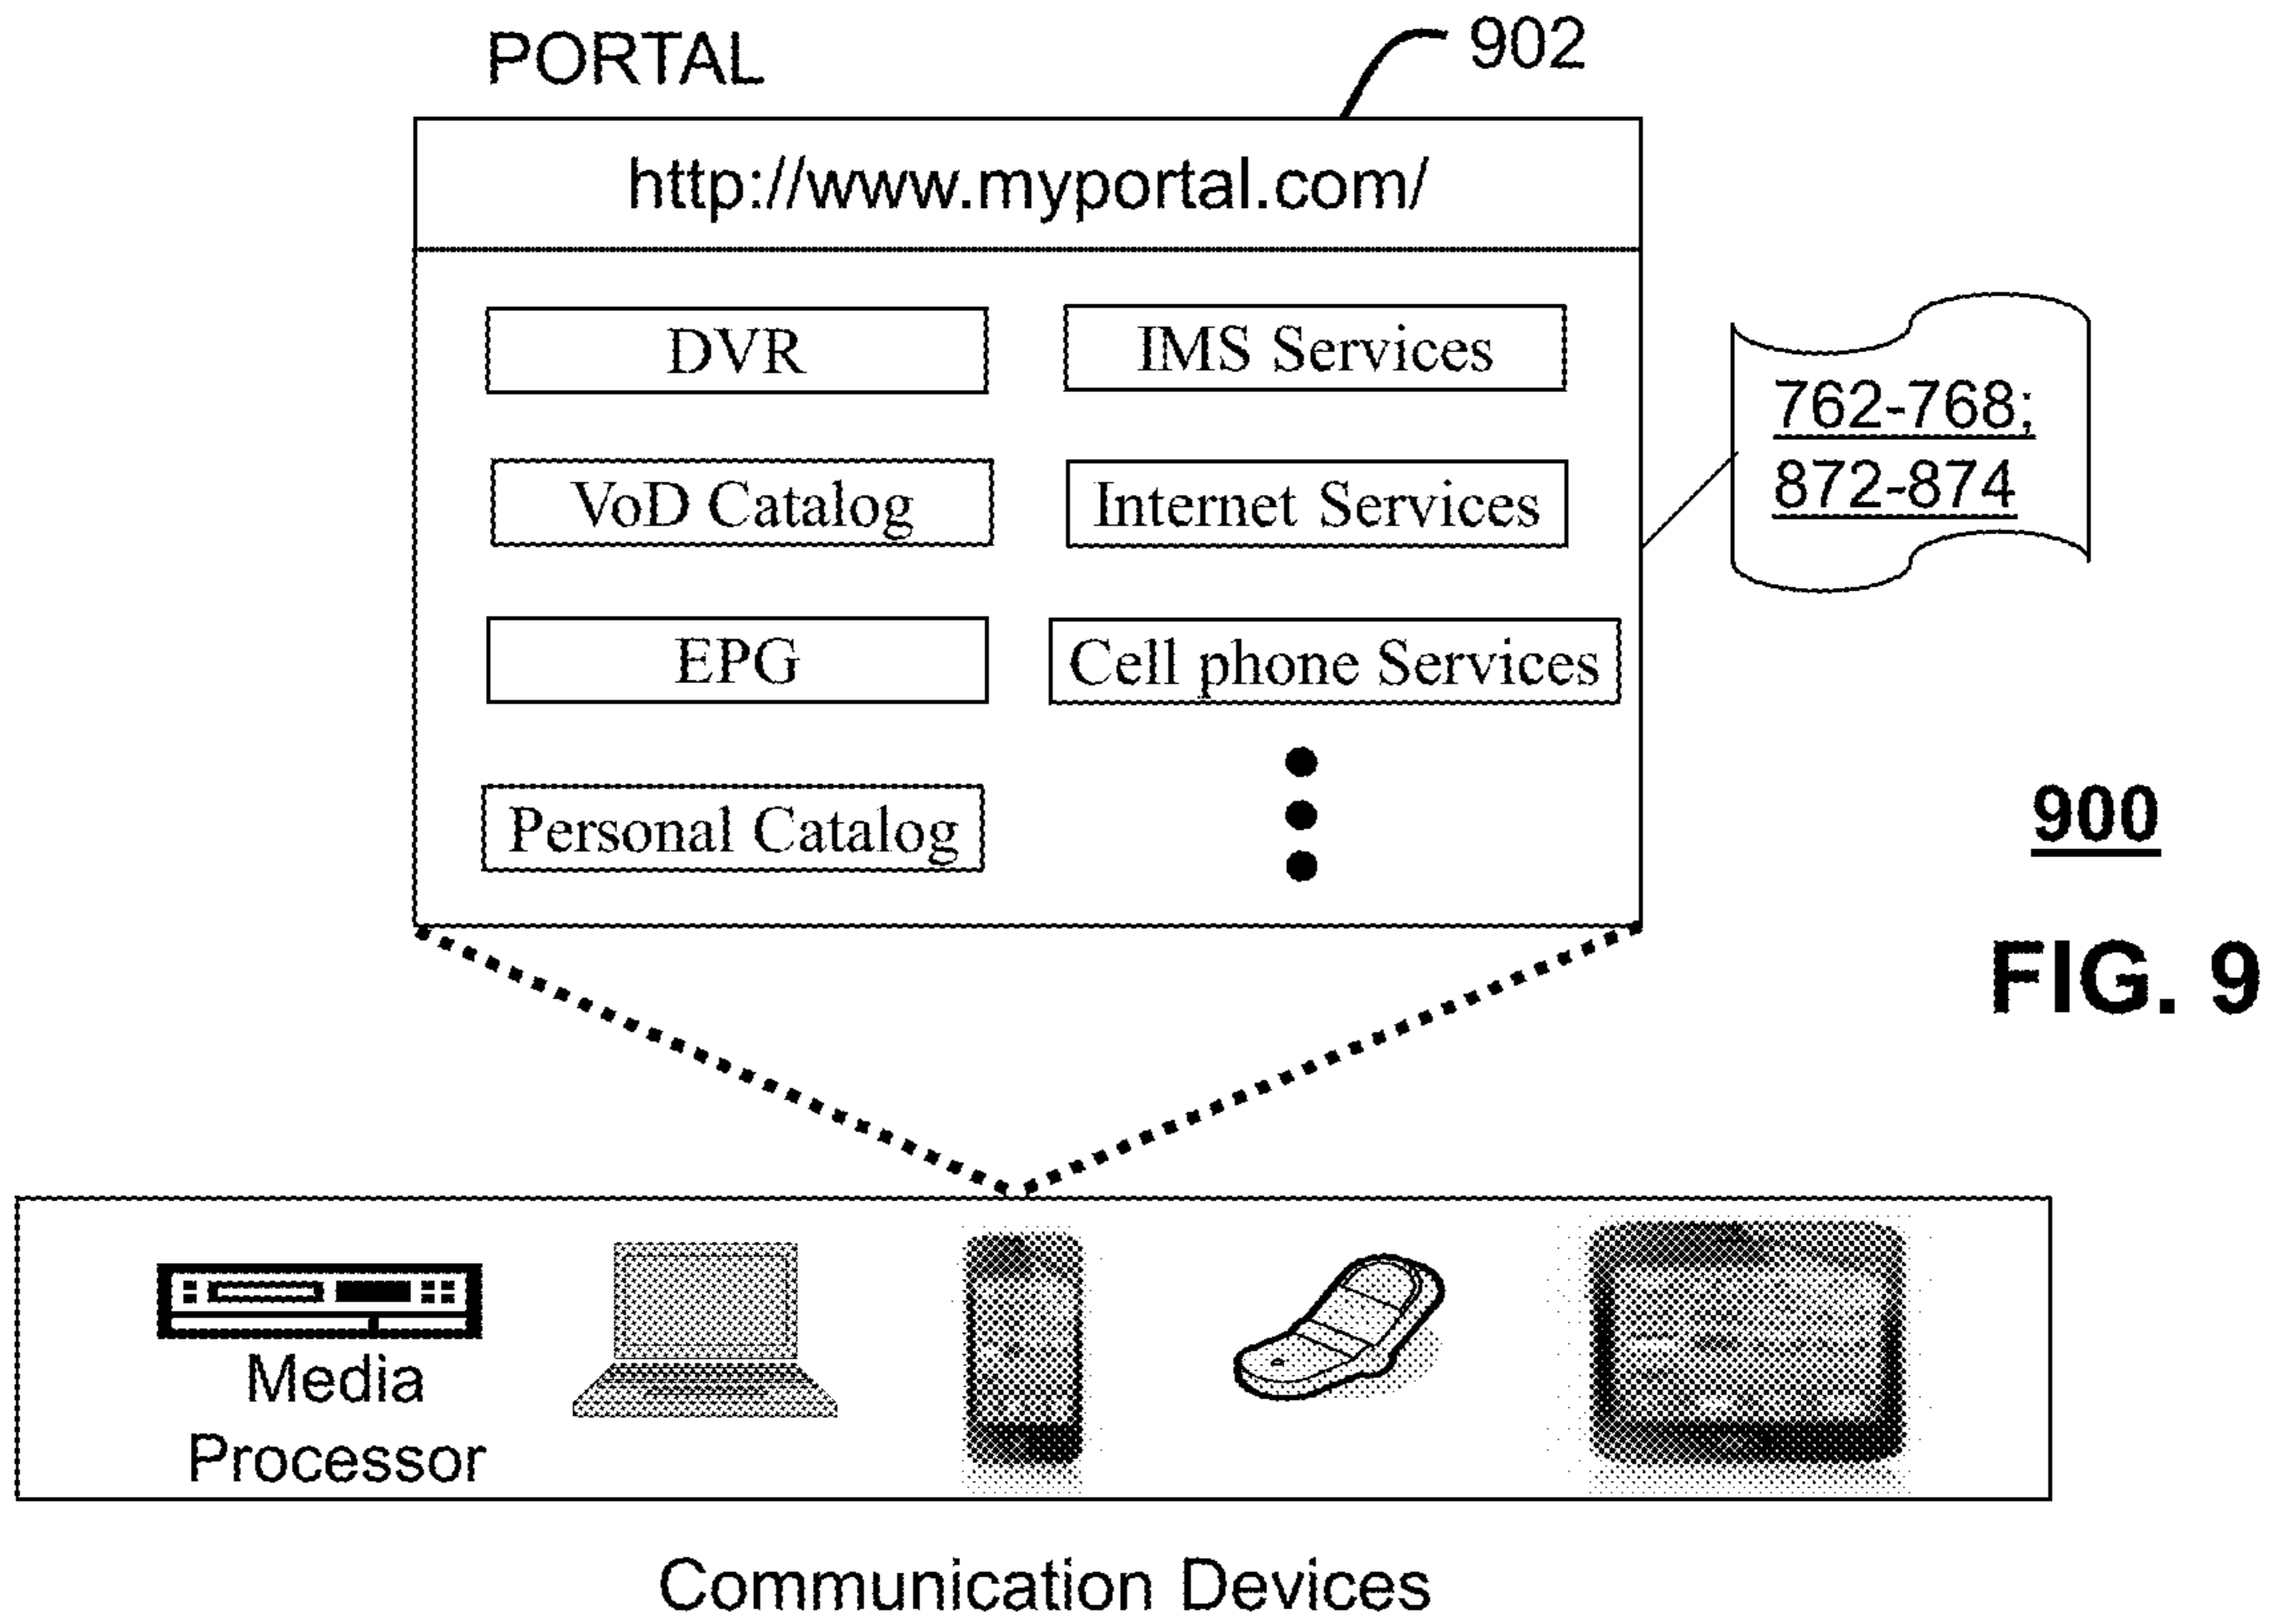 PORTAL
902
http://www.myportal.com/
DVR
IMS Services
VoD Catalog
Internet Services
EPG
Cell phone Services
Personal Catalog
762-768;
872-874
900
FIG. 9
Media
Processor
Communication Devices